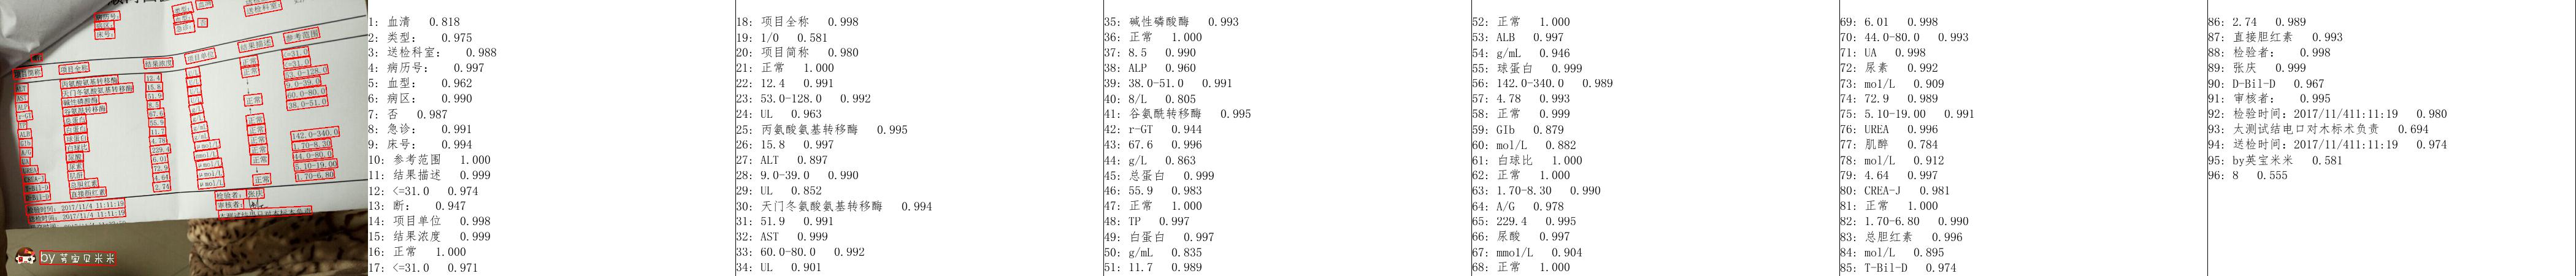 1: 血清 0.818
2: 类型: 0.975
3: 送检科室: 0.988
4: 病历号: 0.997
5: 血型: 0.962
6: 病区: 0.990
7: 否 0.987
8: 急诊: 0.991
9: 床号: 0.994
10: 参考范围 1.000
11: 结果描述 0.999
12: <=31.0 0.974
13: 断: 0.947
14: 项目单位 0.998
15: 结果浓度 0.999
16: 正常 1.000
17: <=31.0 0.971
18: 项目全称 0.998
19: 1/0 0.581
20: 项目简称 0.980
21: 正常 1.000
22: 12.4 0.991
23: 53.0-128.0 0.992
24: UL 0.963
25: 丙氨酸氨基转移酶 0.995
26: 15.8 0.997
27: ALT 0.897
28: 9.0-39.0 0.990
29: UL 0.852
30: 天门冬氨酸氨基转移酶 0.994
31: 51.9 0.991
32: AST 0.999
33: 60.0-80.0 0.992
34: UL 0.901
35: 碱性磷酸酶 0.993
36: 正常 1.000
37: 8.5 0.990
38: ALP 0.960
39: 38.0-51.0 0.991
40: 8/L 0.805
41: 谷氨酰转移酶 0.995
42: r-GT 0.944
43: 67.6 0.996
44: g/L 0.863
45: 总蛋白 0.999
46: 55.9 0.983
47: 正常 1.000
48: TP 0.997
49: 白蛋白 0.997
50: g/mL 0.835
51: 11.7 0.989
52: 正常 1.000
53: ALB 0.997
54: g/mL 0.946
55: 球蛋白 0.999
56: 142.0-340.0 0.989
57: 4.78 0.993
58: 正常 0.999
59: GIb 0.879
60: mol/L 0.882
61: 白球比 1.000
62: 正常 1.000
63: 1.70-8.30 0.990
64: A/G 0.978
65: 229.4 0.995
66: 尿酸 0.997
67: mmol/L 0.904
68: 正常 1.000
69: 6.01 0.998
70: 44.0-80.0 0.993
71: UA 0.998
72: 尿素 0.992
73: mol/L 0.909
74: 72.9 0.989
75: 5.10-19.00 0.991
76: UREA 0.996
77: 肌醉 0.784
78: mol/L 0.912
79: 4.64 0.997
80: CREA-J 0.981
81: 正常 1.000
82: 1.70-6.80 0.990
83: 总胆红素 0.996
84: mol/L 0.895
85: T-Bil-D 0.974
86: 2.74 0.989
87: 直接胆红素 0.993
88: 检验者: 0.998
89: 张庆 0.999
90: D-Bil-D 0.967
91: 审核者: 0.995
92: 检验时间: 2017/11/411:11:19 0.980
93: 太测试结电口对木标术负责 0.694
94: 送检时间: 2017/11/411:11:19 0.974
95: by英宝米米 0.581
96: 8 0.555